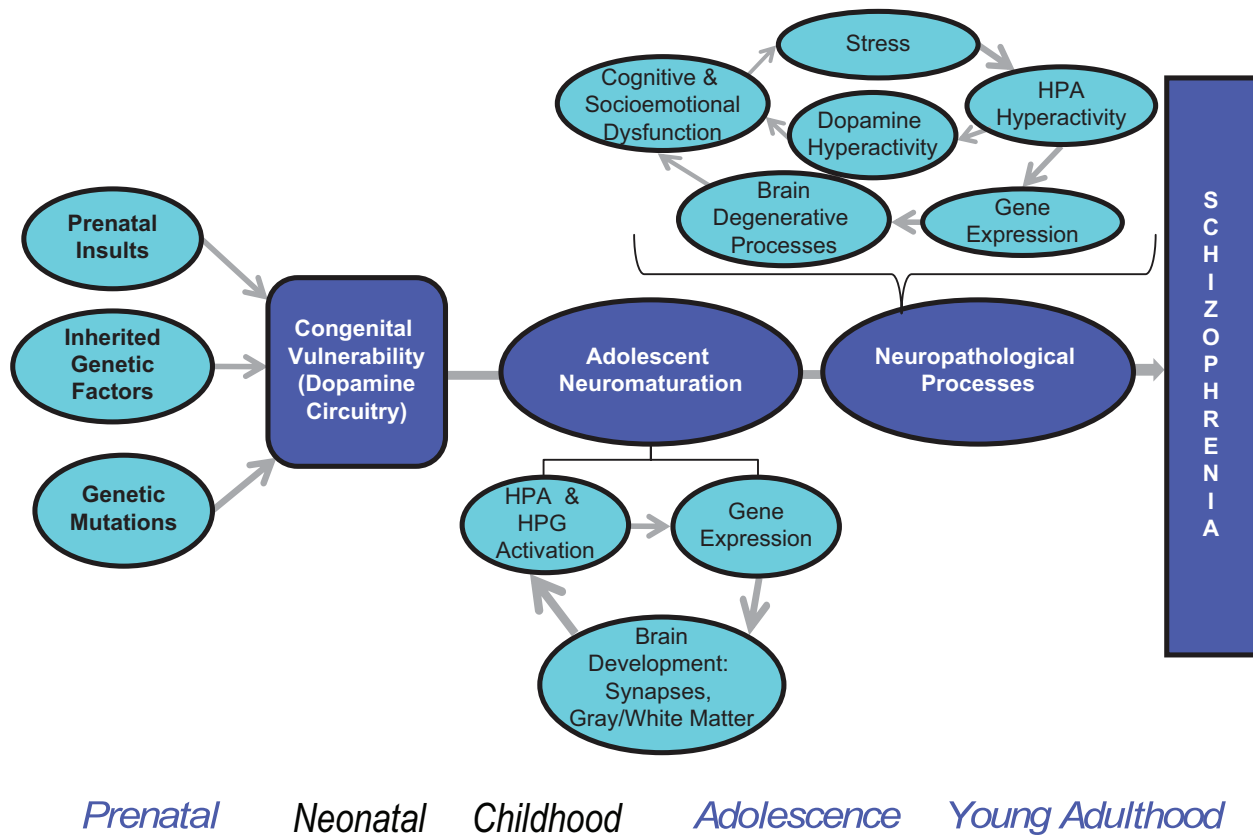 Stress
Cognitive &
Socioemotional
Dysfunction
HPA
Hyperactivity
Dopamine
Hyperactivity
Brain
Degenerative
Processes
Gene
Expression
Prenatal
Insults
Inherited
Genetic
Factors
Genetic
Mutations
Congenital
Vulnerability
(Dopamine
Circuitry)
Adolescent
Neuromaturation
Neuropathological
Processes
S
C
H
I
Z
O
P
H
R
E
N
I
A
HPA &
HPG
Activation
Gene
Expression
Brain
Development:
Synapses,
Gray/White Matter
Prenatal Neonatal Childhood Adolescence Young Adulthood